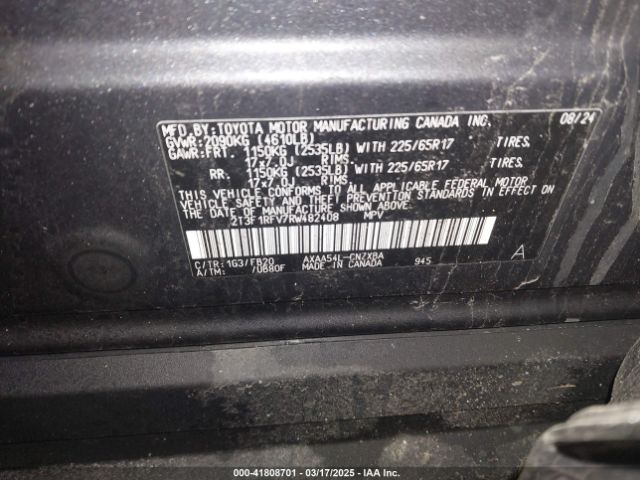 MFD.BY:TOYOTA MOTOR MANUFACTURING CANADA INC. 08/24
GVWR:2090KG (4610LB)
GAWR:FRT. 1150KG (2535LB) WITH 225/65R17 TIRES.
17x7.0J RIMS.
RR. 1150KG (2535LB) WITH 225/65R17 TIRES.
17x7.0J RIMS.
THIS VEHICLE CONFORMS TO ALL APPLICABLE FEDERAL MOTOR
VEHICLE SAFETY STANDARDS IN EFFECT ON THE DATE OF
MANUFACTURE SHOWN ABOVE.
2T3F1RFV7RW482408 MPV
C/TR:1G3/FB20 AXAA54L-CNZXBA 945 A
A/TM: /U680F MADE IN CANADA
000-41808701 — 03/17/2025 — IAA Inc.